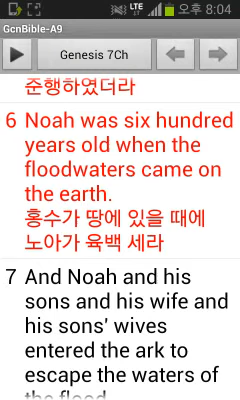 LTE
오후 8:04
GcnBible-A9
Genesis 7Ch
준행하였더라
6 Noah was six hundred
years old when the
floodwaters came on
the earth.
홍수가 땅에 있을 때에
노아가 육백 세라
7 And Noah and his
sons and his wife and
his sons' wives
entered the ark to
escape the waters of
the flood